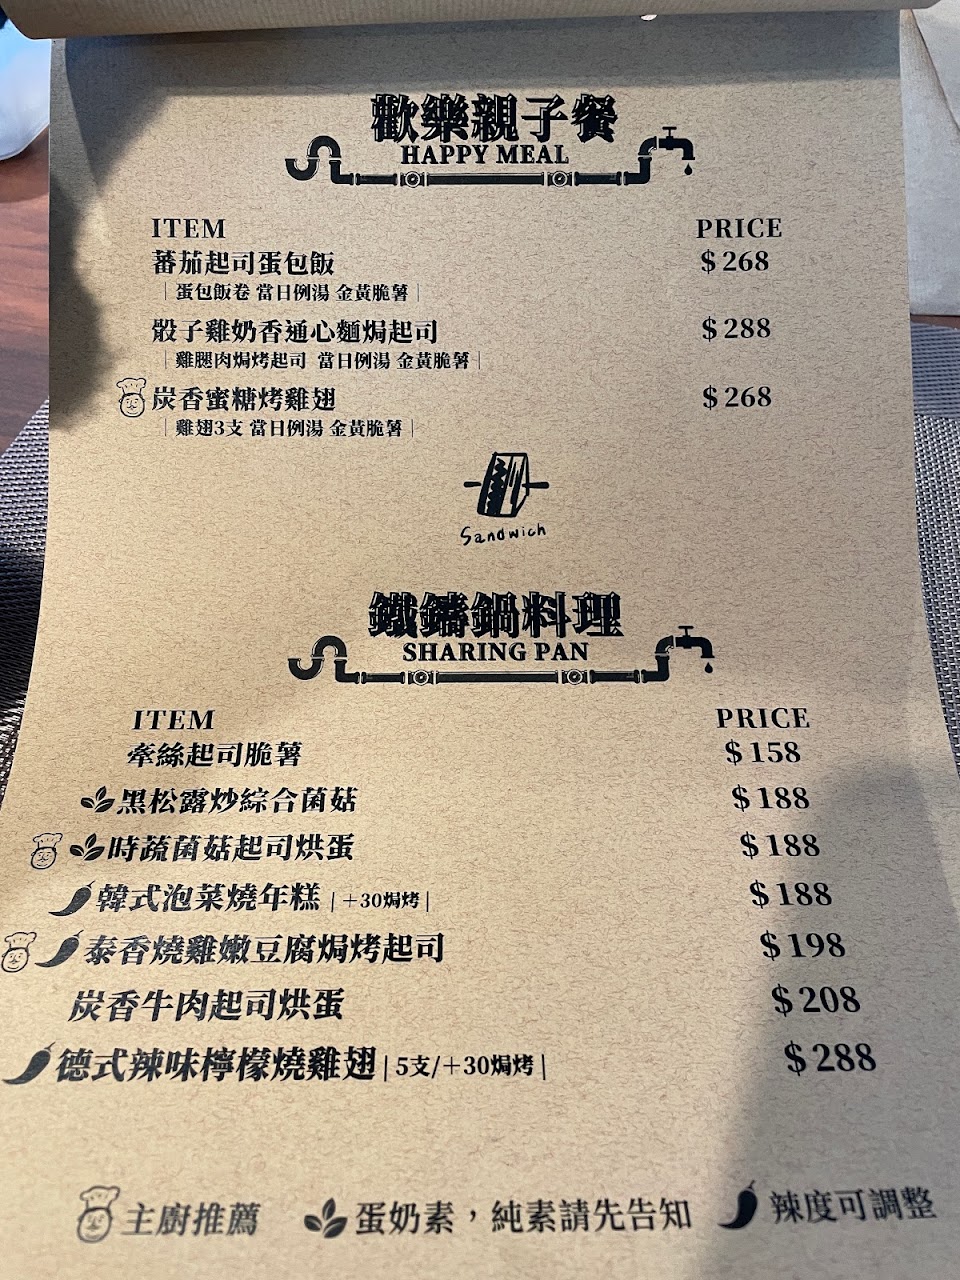 歡樂親子餐
HAPPY MEAL
ITEM PRICE
蕃茄起司蛋包飯 $268
| 蛋包飯卷 當日例湯 金黃脆薯 |
骰子雞奶香通心麵焗起司 $288
| 雞腿肉焗烤起司 當日例湯 金黃脆薯 |
炭香蜜糖烤雞翅 $268
| 雞翅3支 當日例湯 金黃脆薯 |
Sandwich
鐵鑄鍋料理
SHARING PAN
ITEM PRICE
牽絲起司脆薯 $158
黑松露炒綜合菌菇 $188
時蔬菌菇起司烘蛋 $188
韓式泡菜燒年糕 |+30焗烤| $188
泰香燒雞嫩豆腐焗烤起司 $198
炭香牛肉起司烘蛋 $208
德式辣味檸檬燒雞翅 | 5支/+30焗烤 | $288
主廚推薦 蛋奶素，純素請先告知 辣度可調整